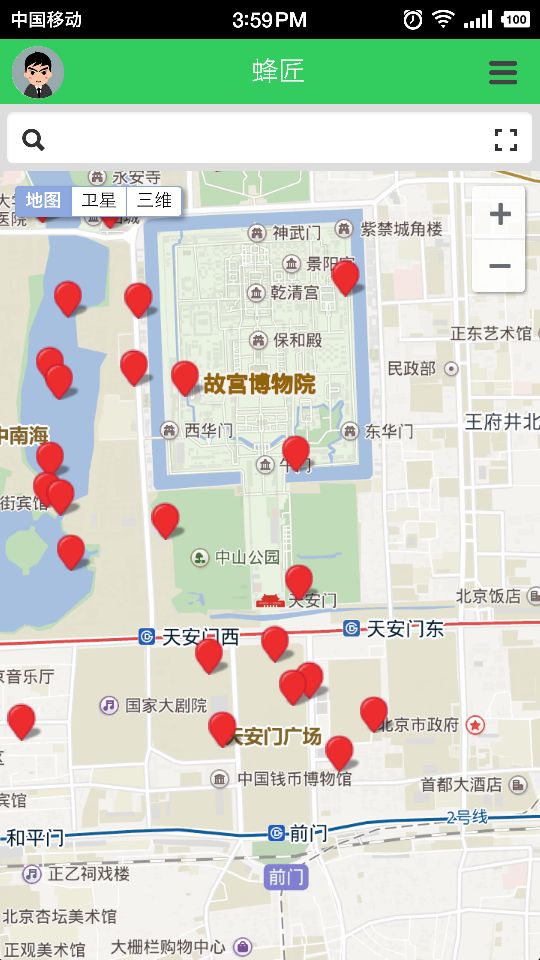 中国移动
3:59PM
100
蜂匠
永安寺
地图
卫星
三维
医院
神武门
紫禁城角楼
乾清宫
正东艺术馆
保和殿
民政部
故宫博物院
王府井北
中南海
西华门
东华门
午门
街宾馆
中山公园
北京饭店
天安门
天安门西
天安门东
京音乐厅
国家大剧院
北京市政府
天安门广场
中国钱币博物馆
首都大酒店
宾馆
2号线
和平门
前门
正乙祠戏楼
前门
北京杏坛美术馆
正观美术馆
大栅栏购物中心